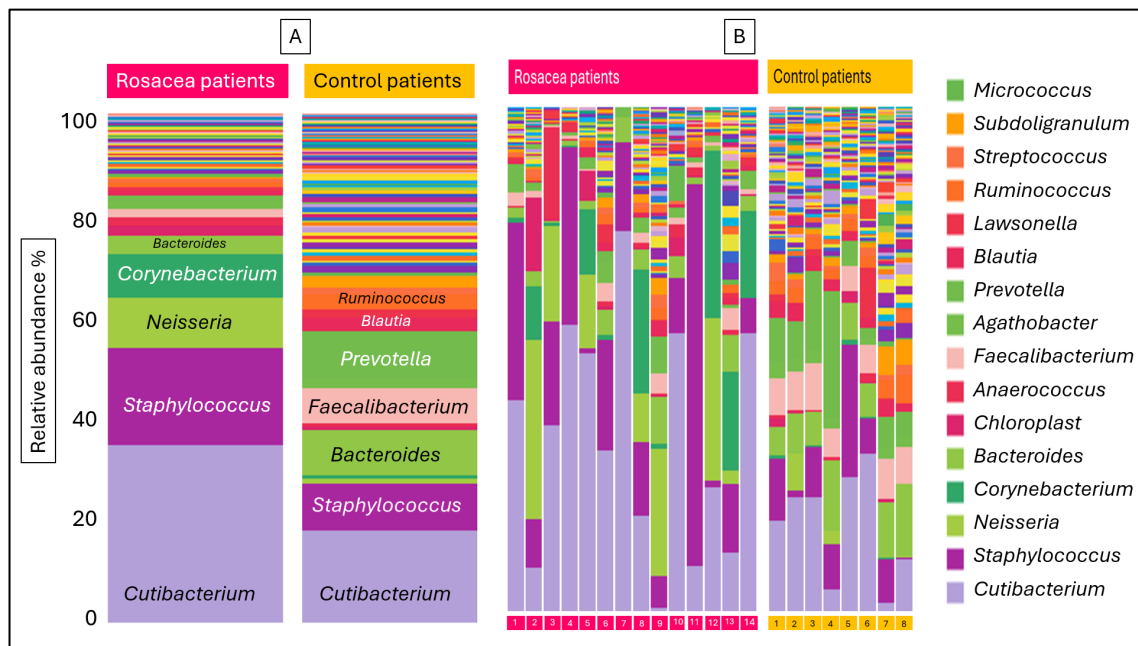 A
B
Rosacea patients
Control patients
Rosacea patients
Control patients
Relative abundance %
100
80
60
40
20
0
Bacteroides
Corynebacterium
Neisseria
Staphylococcus
Cutibacterium
Ruminococcus
Blautia
Prevotella
Faecalibacterium
Bacteroides
Staphylococcus
Cutibacterium
1 2 3 4 5 6 7 8 9 10 11 12 13 14
1 2 3 4 5 6 7 8
Micrococcus
Subdoligranulum
Streptococcus
Ruminococcus
Lawsonella
Blautia
Prevotella
Agathobacter
Faecalibacterium
Anaerococcus
Chloroplast
Bacteroides
Corynebacterium
Neisseria
Staphylococcus
Cutibacterium